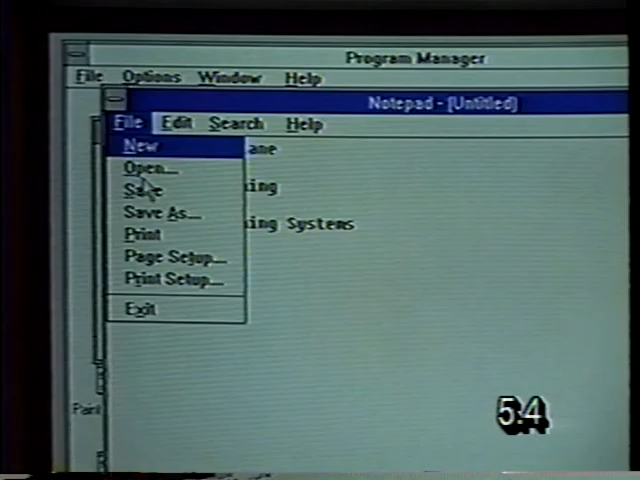 Program Manager
File Options Window Help
Notepad - [Untitled]
File Edit Search Help
New
Open...
Save
Save As...
Print
Page Setup...
Print Setup...
Exit
ane
ing
ing Systems
Pain
5.4